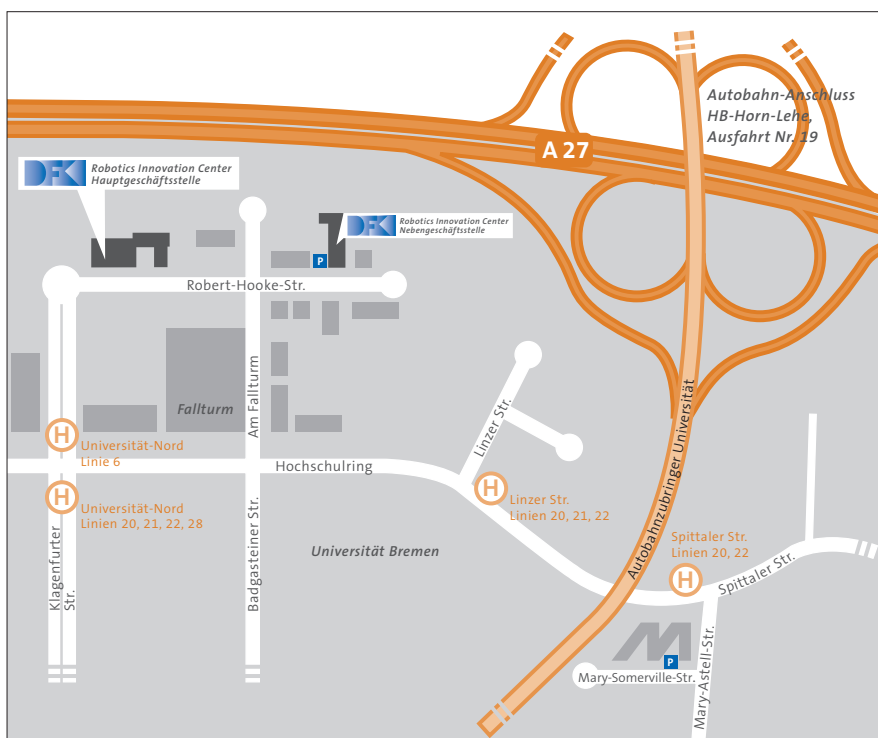 Autobahn-Anschluss
HB-Horn-Lehe,
Ausfahrt Nr. 19
A 27
DFKI
Robotics Innovation Center
Hauptgeschäftsstelle
DFKI
Robotics Innovation Center
Nebengeschäftsstelle
P
Robert-Hooke-Str.
Am Fallturm
Fallturm
Linzer Str.
Autobahnzubringer Universität
H
Universität-Nord
Linie 6
Hochschulring
H
Universität-Nord
Linien 20, 21, 22, 28
H
Linzer Str.
Linien 20, 21, 22
Klagenfurter
Str.
Badgasteiner Str.
Universität Bremen
Spittaler Str.
Linien 20, 22
H
Spittaler Str.
P
Mary-Somerville-Str.
Mary-Astell-Str.